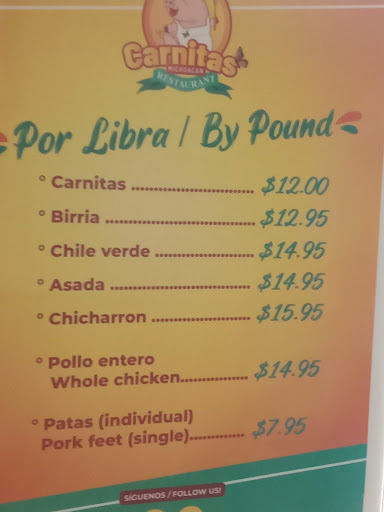 Carnitas
MICHOACAN
RESTAURANT
Por Libra / By Pound
° Carnitas ............................ $12.00
° Birria .................................. $12.95
° Chile verde ...................... $14.95
° Asada ................................ $14.95
° Chicharron ...................... $15.95
° Pollo entero
Whole chicken................ $14.95
° Patas (individual)
Pork feet (single)............. $7.95
SÍGUENOS / FOLLOW US!